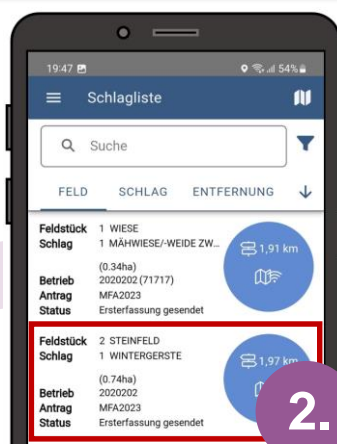 19:47 54%
Schlagliste
Suche
FELD SCHLAG ENTFERNUNG
Feldstück 1 WIESE
Schlag 1 MÄHWIESE/-WEIDE ZW...
1,91 km
(0.34ha)
Betrieb 2020202 (71717)
Antrag MFA2023
Status Ersterfassung gesendet
Feldstück 2 STEINFELD
Schlag 1 WINTERGERSTE
1,97 km
(0.74ha)
Betrieb 2020202
Antrag MFA2023
Status Ersterfassung gesendet
2.